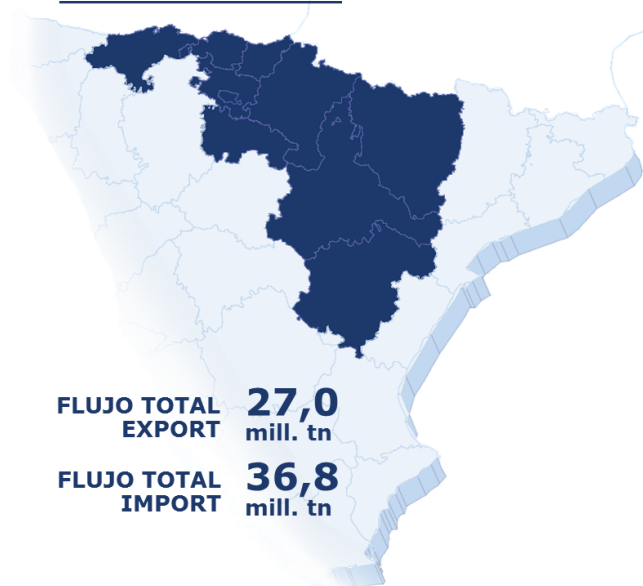 FLUJO TOTAL EXPORT
27,0
mill. tn
FLUJO TOTAL IMPORT
36,8
mill. tn